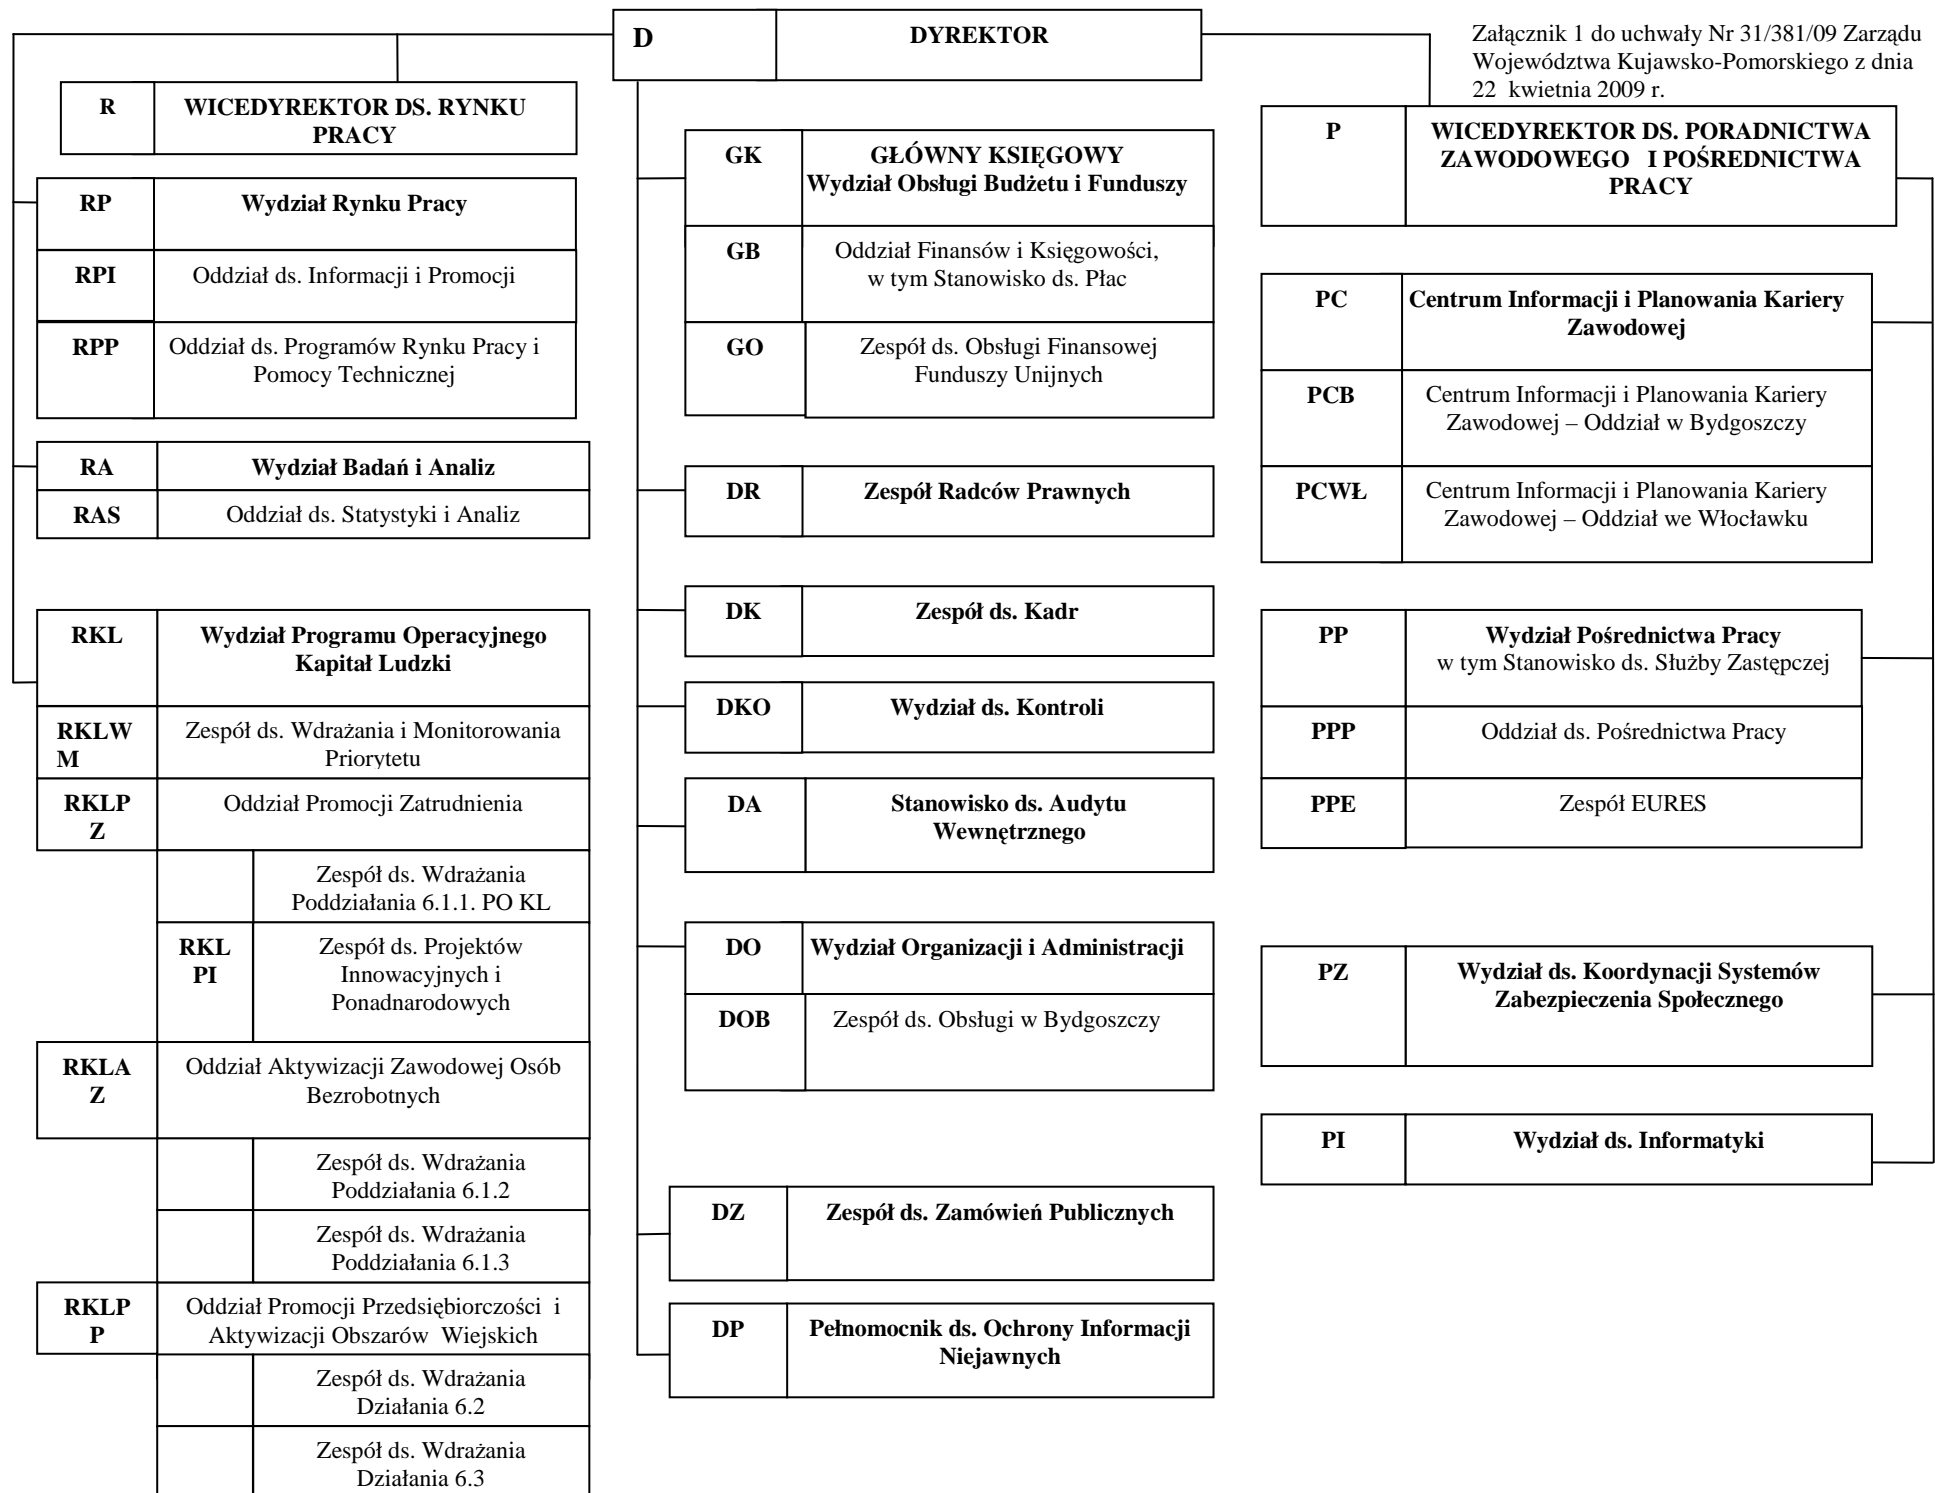 D DYREKTOR
Załącznik 1 do uchwały Nr 31/381/09 Zarządu
Województwa Kujawsko-Pomorskiego z dnia
22 kwietnia 2009 r.
R WICEDYREKTOR DS. RYNKU
PRACY
RP Wydział Rynku Pracy
RPI Oddział ds. Informacji i Promocji
RPP Oddział ds. Programów Rynku Pracy i
Pomocy Technicznej
RA Wydział Badań i Analiz
RAS Oddział ds. Statystyki i Analiz
RKL Wydział Programu Operacyjnego
Kapitał Ludzki
RKLW Zespół ds. Wdrażania i Monitorowania
M Priorytetu
RKLP Oddział Promocji Zatrudnienia
Z
Zespół ds. Wdrażania
Poddziałania 6.1.1. PO KL
RKL Zespół ds. Projektów
PI Innowacyjnych i
Ponadnarodowych
RKLA Oddział Aktywizacji Zawodowej Osób
Z Bezrobotnych
Zespół ds. Wdrażania
Poddziałania 6.1.2
Zespół ds. Wdrażania
Poddziałania 6.1.3
RKLP Oddział Promocji Przedsiębiorczości i
P Aktywizacji Obszarów Wiejskich
Zespół ds. Wdrażania
Działania 6.2
Zespół ds. Wdrażania
Działania 6.3
GK GŁÓWNY KSIĘGOWY
Wydział Obsługi Budżetu i Funduszy
GB Oddział Finansów i Księgowości,
w tym Stanowisko ds. Płac
GO Zespół ds. Obsługi Finansowej
Funduszy Unijnych
DR Zespół Radców Prawnych
DK Zespół ds. Kadr
DKO Wydział ds. Kontroli
DA Stanowisko ds. Audytu
Wewnętrznego
DO Wydział Organizacji i Administracji
DOB Zespół ds. Obsługi w Bydgoszczy
DZ Zespół ds. Zamówień Publicznych
DP Pełnomocnik ds. Ochrony Informacji
Niejawnych
P WICEDYREKTOR DS. PORADNICTWA
ZAWODOWEGO I POŚREDNICTWA
PRACY
PC Centrum Informacji i Planowania Kariery
Zawodowej
PCB Centrum Informacji i Planowania Kariery
Zawodowej – Oddział w Bydgoszczy
PCWŁ Centrum Informacji i Planowania Kariery
Zawodowej – Oddział we Włocławku
PP Wydział Pośrednictwa Pracy
w tym Stanowisko ds. Służby Zastępczej
PPP Oddział ds. Pośrednictwa Pracy
PPE Zespół EURES
PZ Wydział ds. Koordynacji Systemów
Zabezpieczenia Społecznego
PI Wydział ds. Informatyki